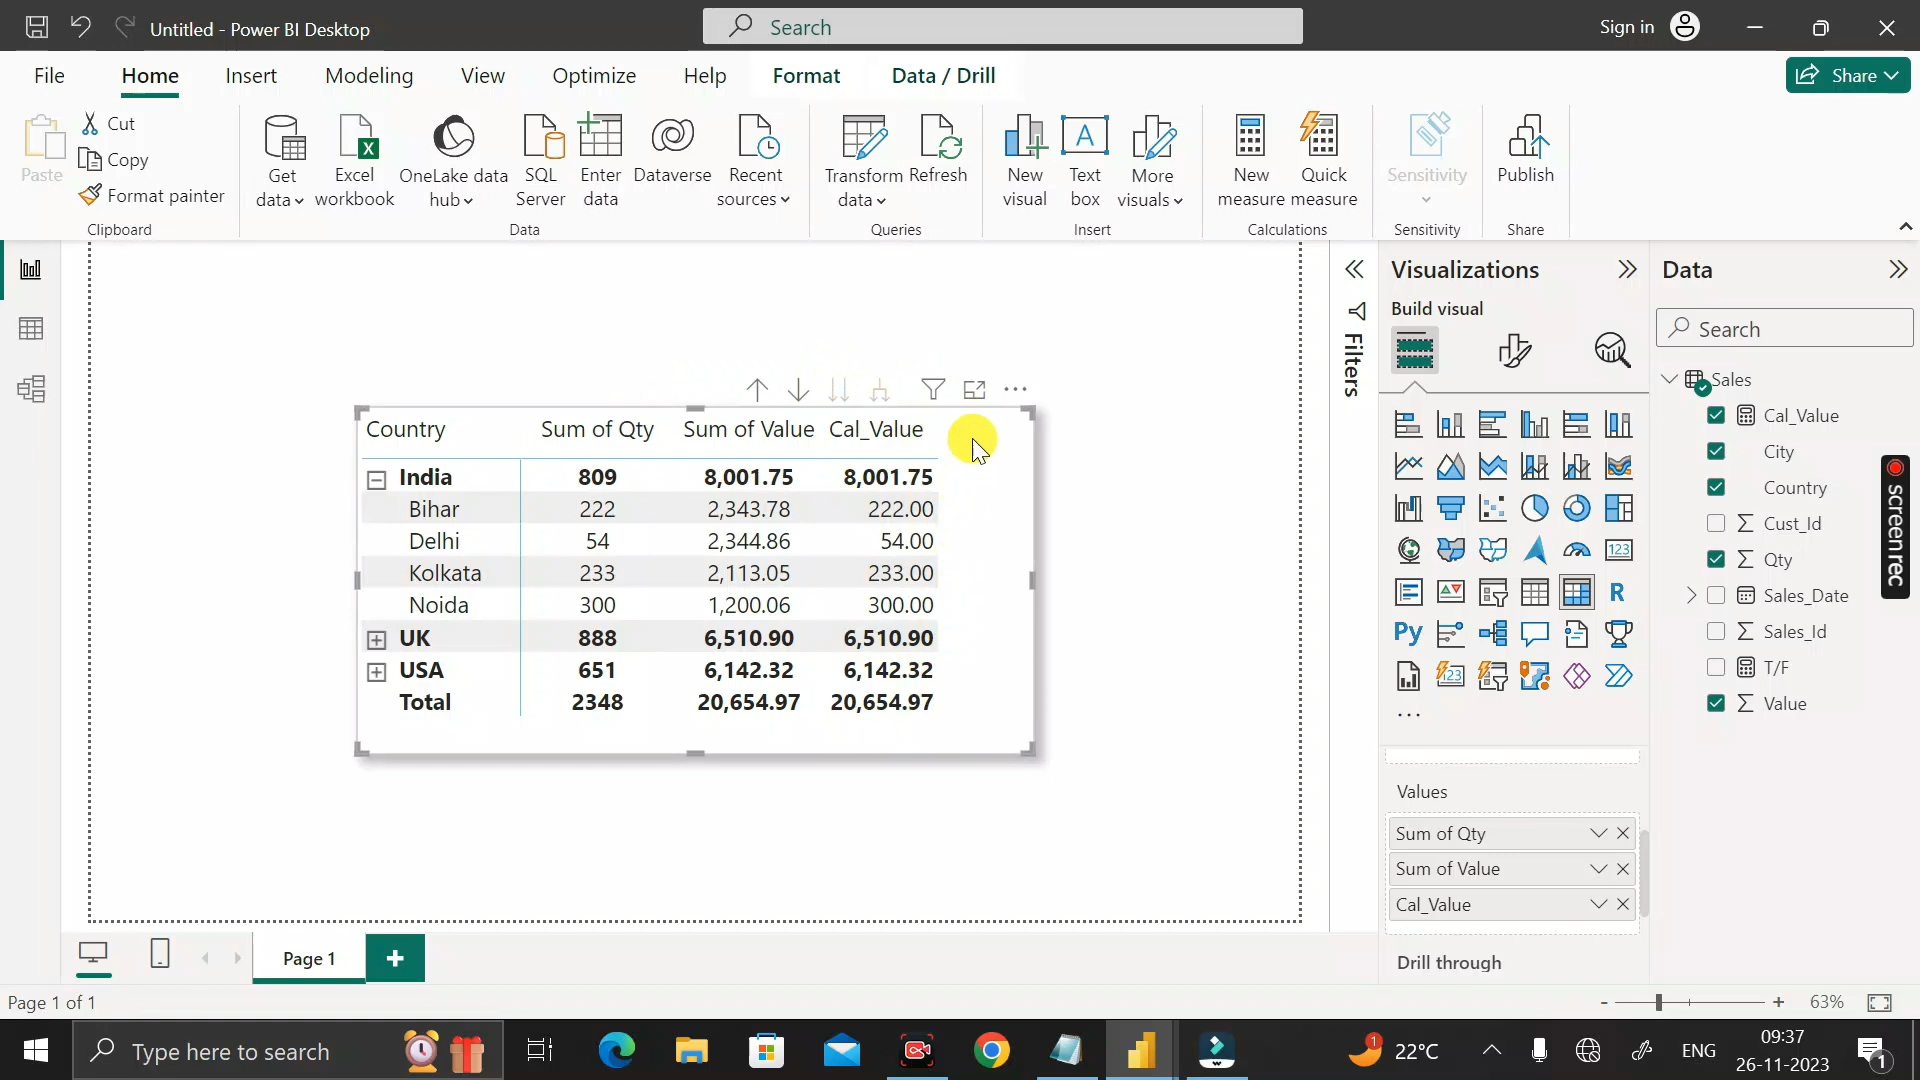 Untitled - Power BI Desktop
Search
Sign in
File Home Insert Modeling View Optimize Help Format Data / Drill
Share
Paste
Cut
Copy
Format painter
Clipboard
Get data
Excel workbook
OneLake data hub
SQL Server
Enter data
Dataverse
Recent sources
Data
Transform data
Refresh
Queries
New visual
Text box
More visuals
Insert
New measure
Quick measure
Calculations
Sensitivity
Sensitivity
Publish
Share
Country Sum of Qty Sum of Value Cal_Value
India 809 8,001.75 8,001.75
Bihar 222 2,343.78 222.00
Delhi 54 2,344.86 54.00
Kolkata 233 2,113.05 233.00
Noida 300 1,200.06 300.00
UK 888 6,510.90 6,510.90
USA 651 6,142.32 6,142.32
Total 2348 20,654.97 20,654.97
Filters
Visualizations
Build visual
123
R
Py
123
Values
Sum of Qty
Sum of Value
Cal_Value
Drill through
Data
Search
Sales
Cal_Value
City
Country
Cust_Id
Qty
Sales_Date
Sales_Id
T/F
Value
screen rec
Page 1
Page 1 of 1
63%
Type here to search
1
22°C
ENG
09:37
26-11-2023
1